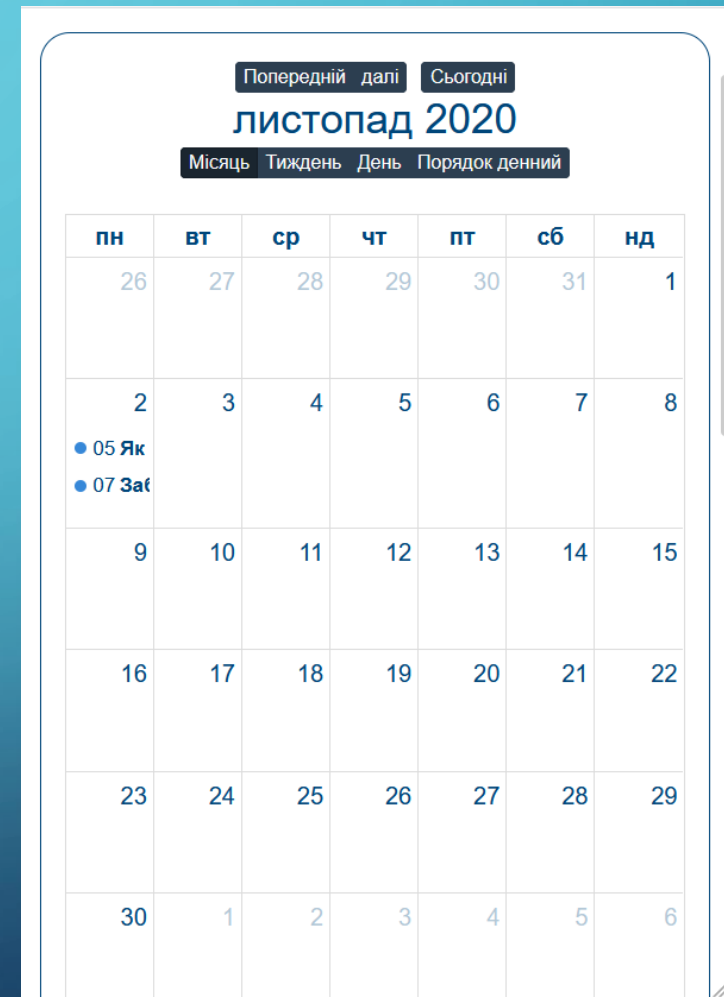 Попередній далі Сьогодні
листопад 2020
Місяць Тиждень День Порядок денний
пн вт ср чт пт сб нд
26 27 28 29 30 31 1
2 3 4 5 6 7 8
05 Як
07
9 10 11 12 13 14 15
16 17 18 19 20 21 22
23 24 25 26 27 28 29
30 1 2 3 4 5 6